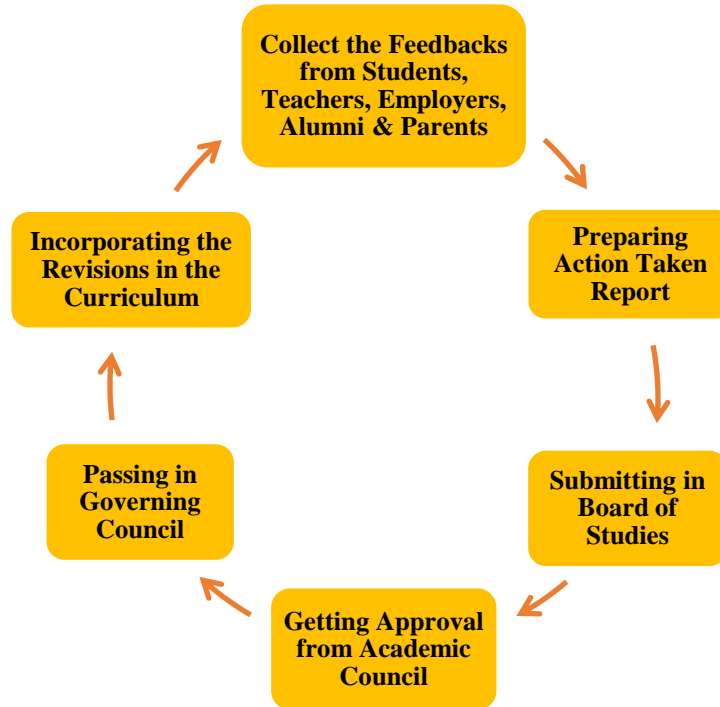 Collect the Feedbacks
from Students,
Teachers, Employers,
Alumni & Parents
Preparing
Action Taken
Report
Submitting in
Board of
Studies
Getting Approval
from Academic
Council
Passing in
Governing
Council
Incorporating the
Revisions in the
Curriculum